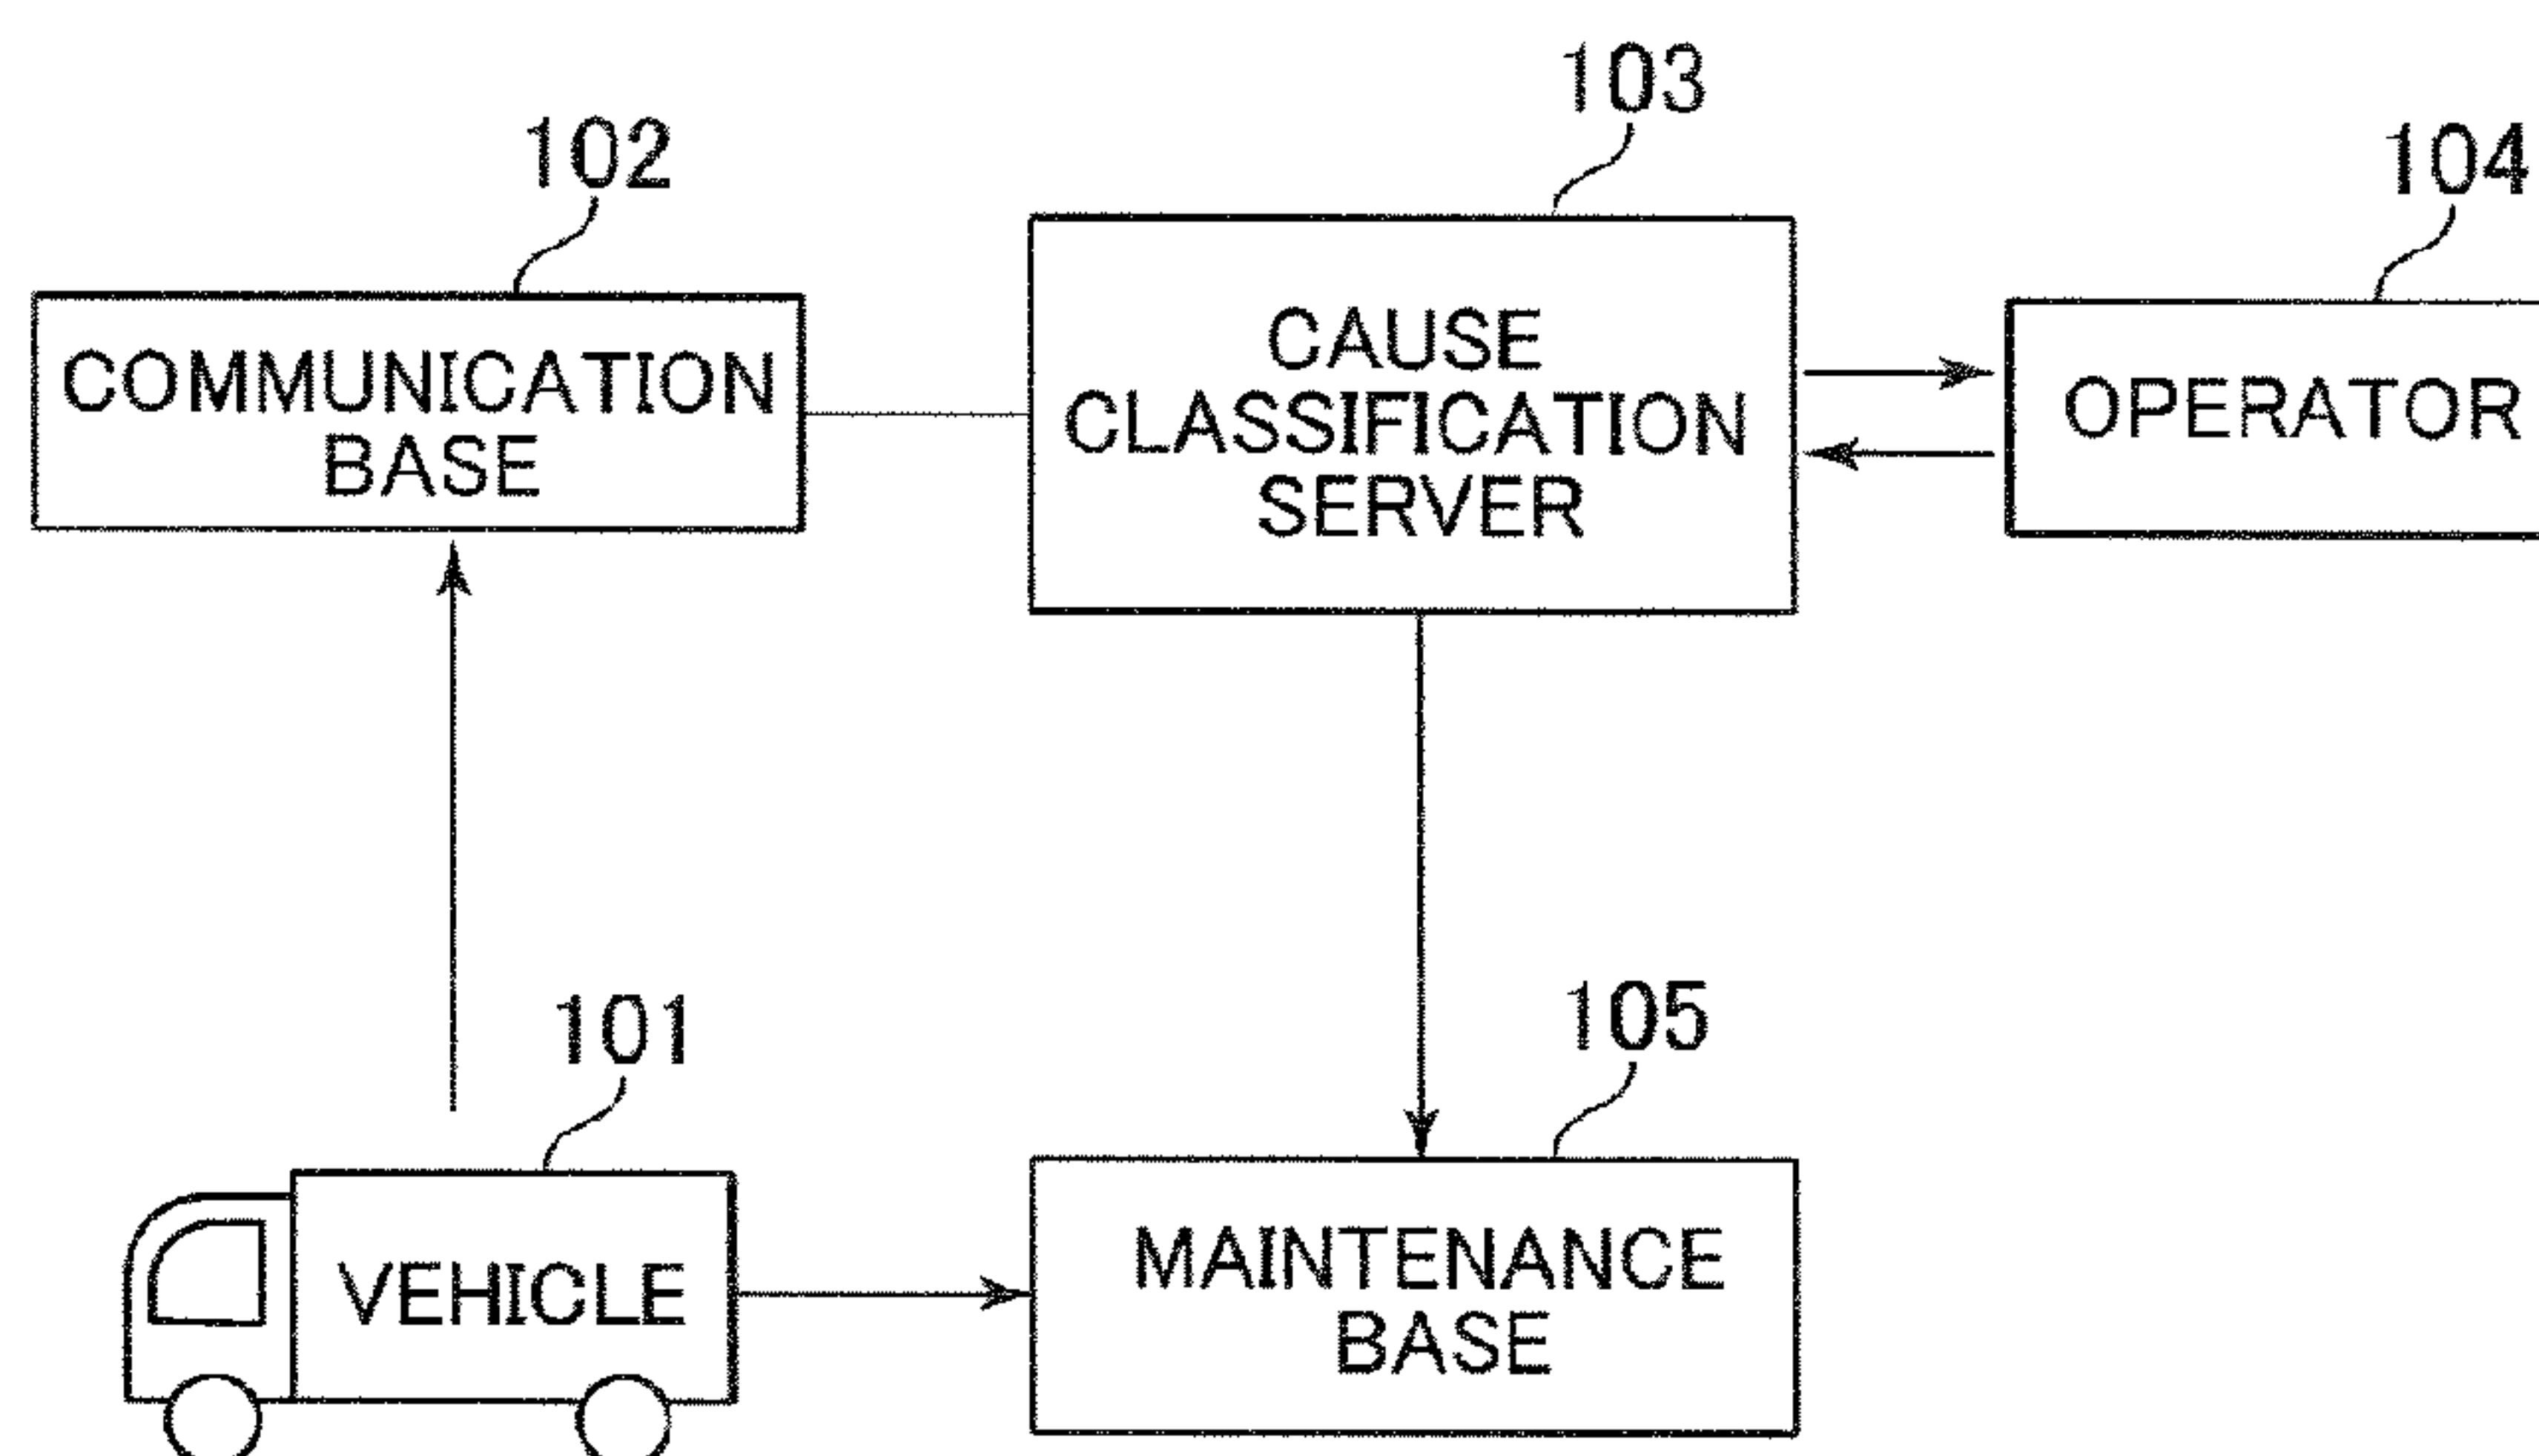 103
102
104
COMMUNICATION
BASE
CAUSE
CLASSIFICATION
SERVER
OPERATOR
101
105
VEHICLE
MAINTENANCE
BASE